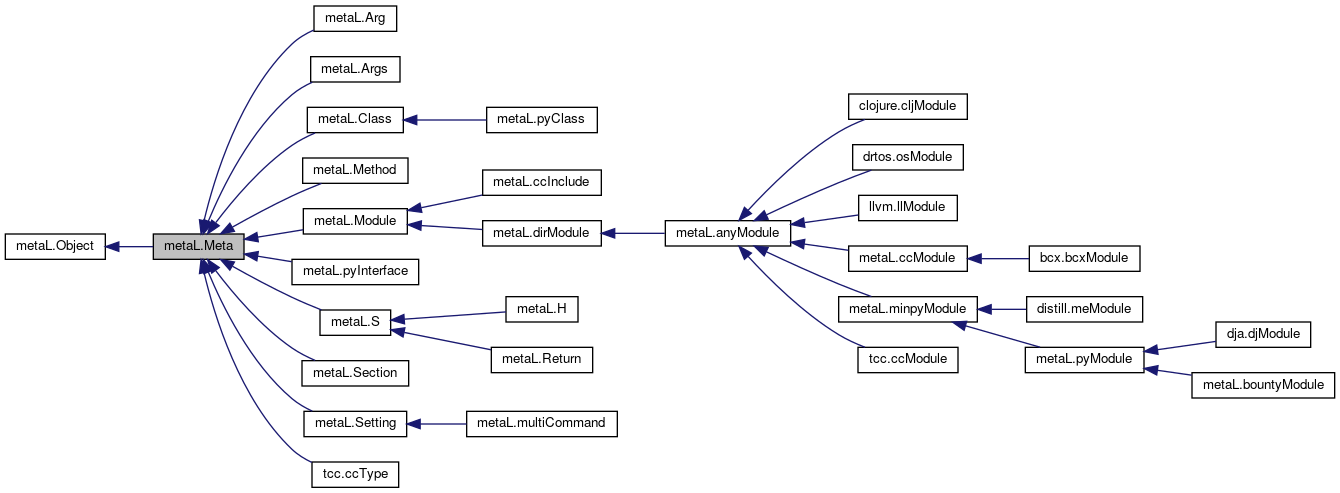 metaL.Object
metaL.Meta
metaL.Arg
metaL.Args
metaL.Class
metaL.pyClass
metaL.Method
metaL.Module
metaL.ccInclude
metaL.dirModule
metaL.anyModule
clojure.cljModule
drtos.osModule
llvm.llModule
metaL.ccModule
bcx.bcxModule
metaL.minpyModule
distill.meModule
metaL.pyModule
dja.djModule
metaL.bountyModule
tcc.ccModule
metaL.pyInterface
metaL.S
metaL.H
metaL.Return
metaL.Section
metaL.Setting
metaL.multiCommand
tcc.ccType